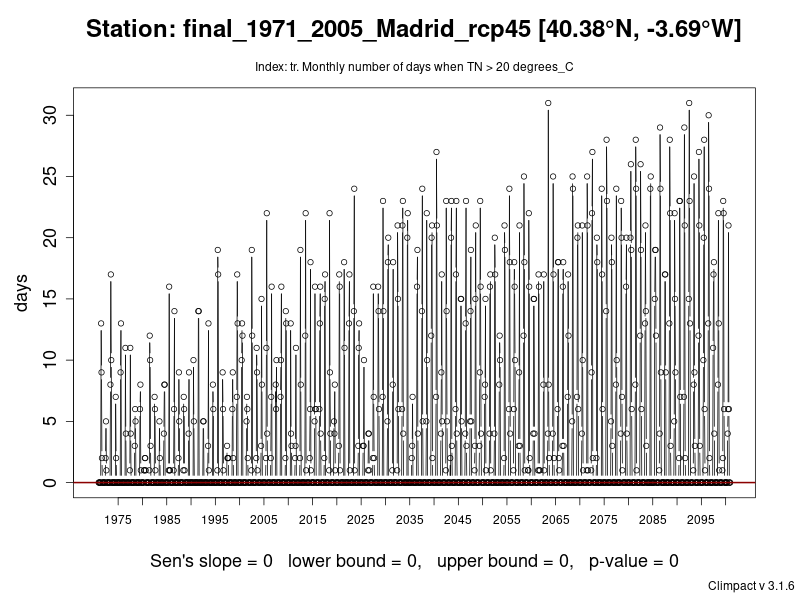 Station: final_1971_2005_Madrid_rcp45 [40.38°N, -3.69°W]
Index: tr. Monthly number of days when TN > 20 degrees_C
days
30
25
20
15
10
5
0
1975 1985 1995 2005 2015 2025 2035 2045 2055 2065 2075 2085 2095
Sen's slope = 0 lower bound = 0, upper bound = 0, p-value = 0
Climpact v 3.1.6